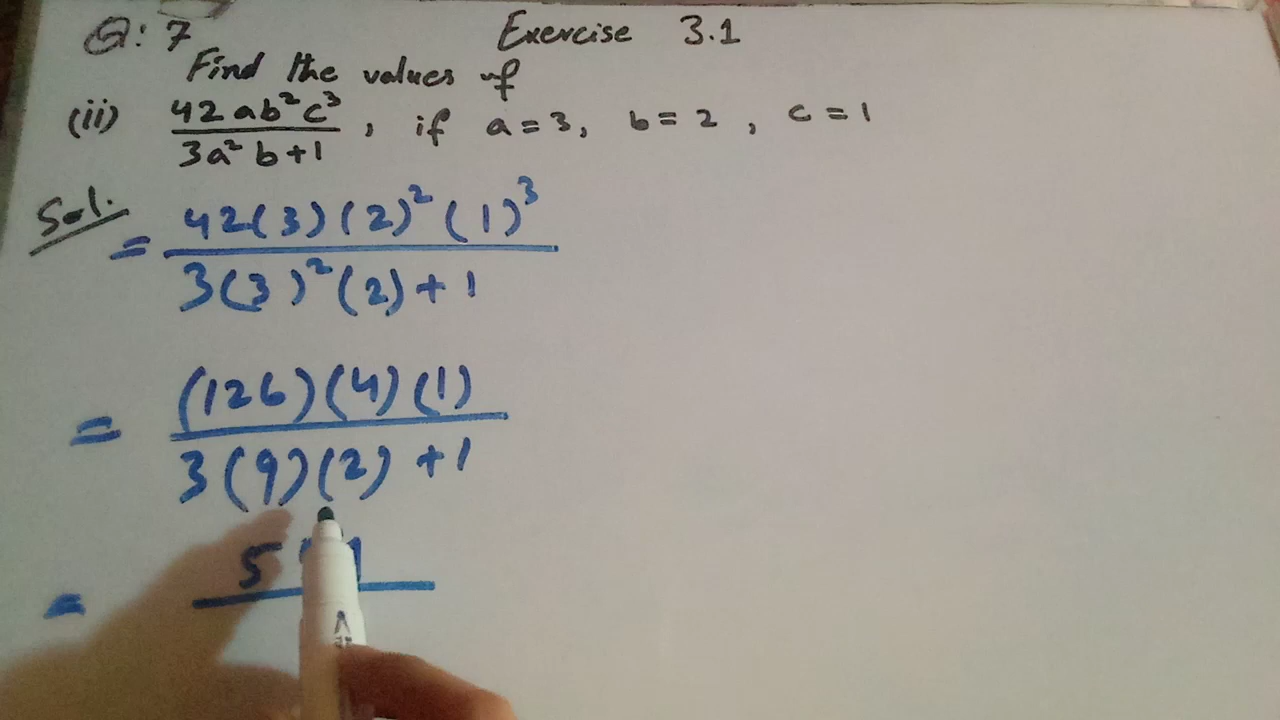 Q: 7 Exercise 3.1
Find the values of
(ii) 42ab²c³ / 3a²b+1 , if a=3, b=2, c=1
Sol. = 42(3)(2)²(1)³ / 3(3)²(2)+1
= (126)(4)(1) / 3(9)(2)+1
= 5